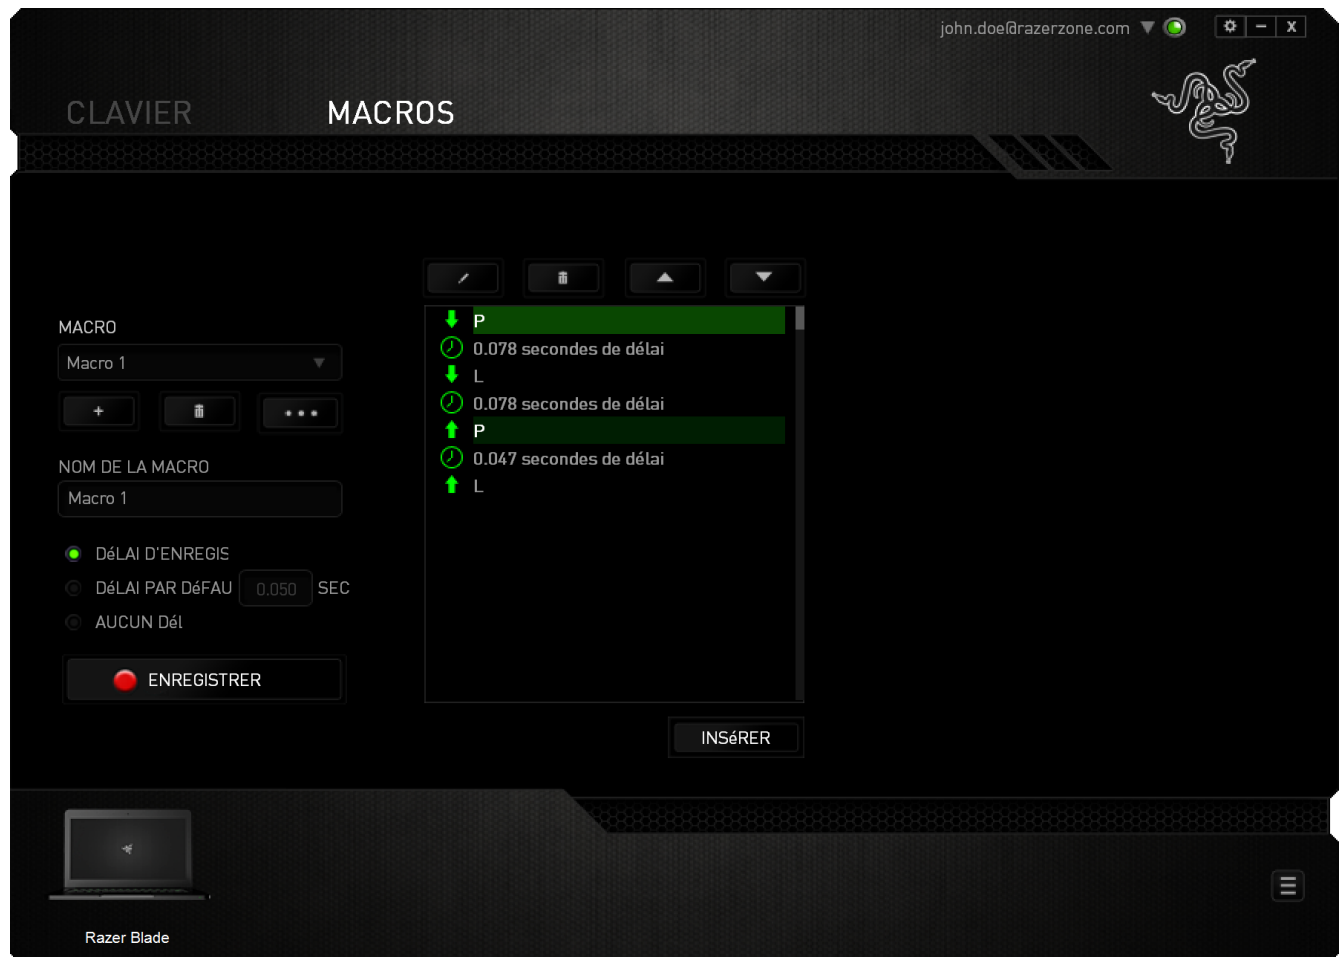 john.doe@razerzone.com
X
CLAVIER
MACROS
MACRO
Macro 1
NOM DE LA MACRO
Macro 1
DéLAI D'ENREGIS
DéLAI PAR DéFAU 0.050 SEC
AUCUN Dél
ENREGISTRER
P
0.078 secondes de délai
L
0.078 secondes de délai
P
0.047 secondes de délai
L
INSéRER
Razer Blade